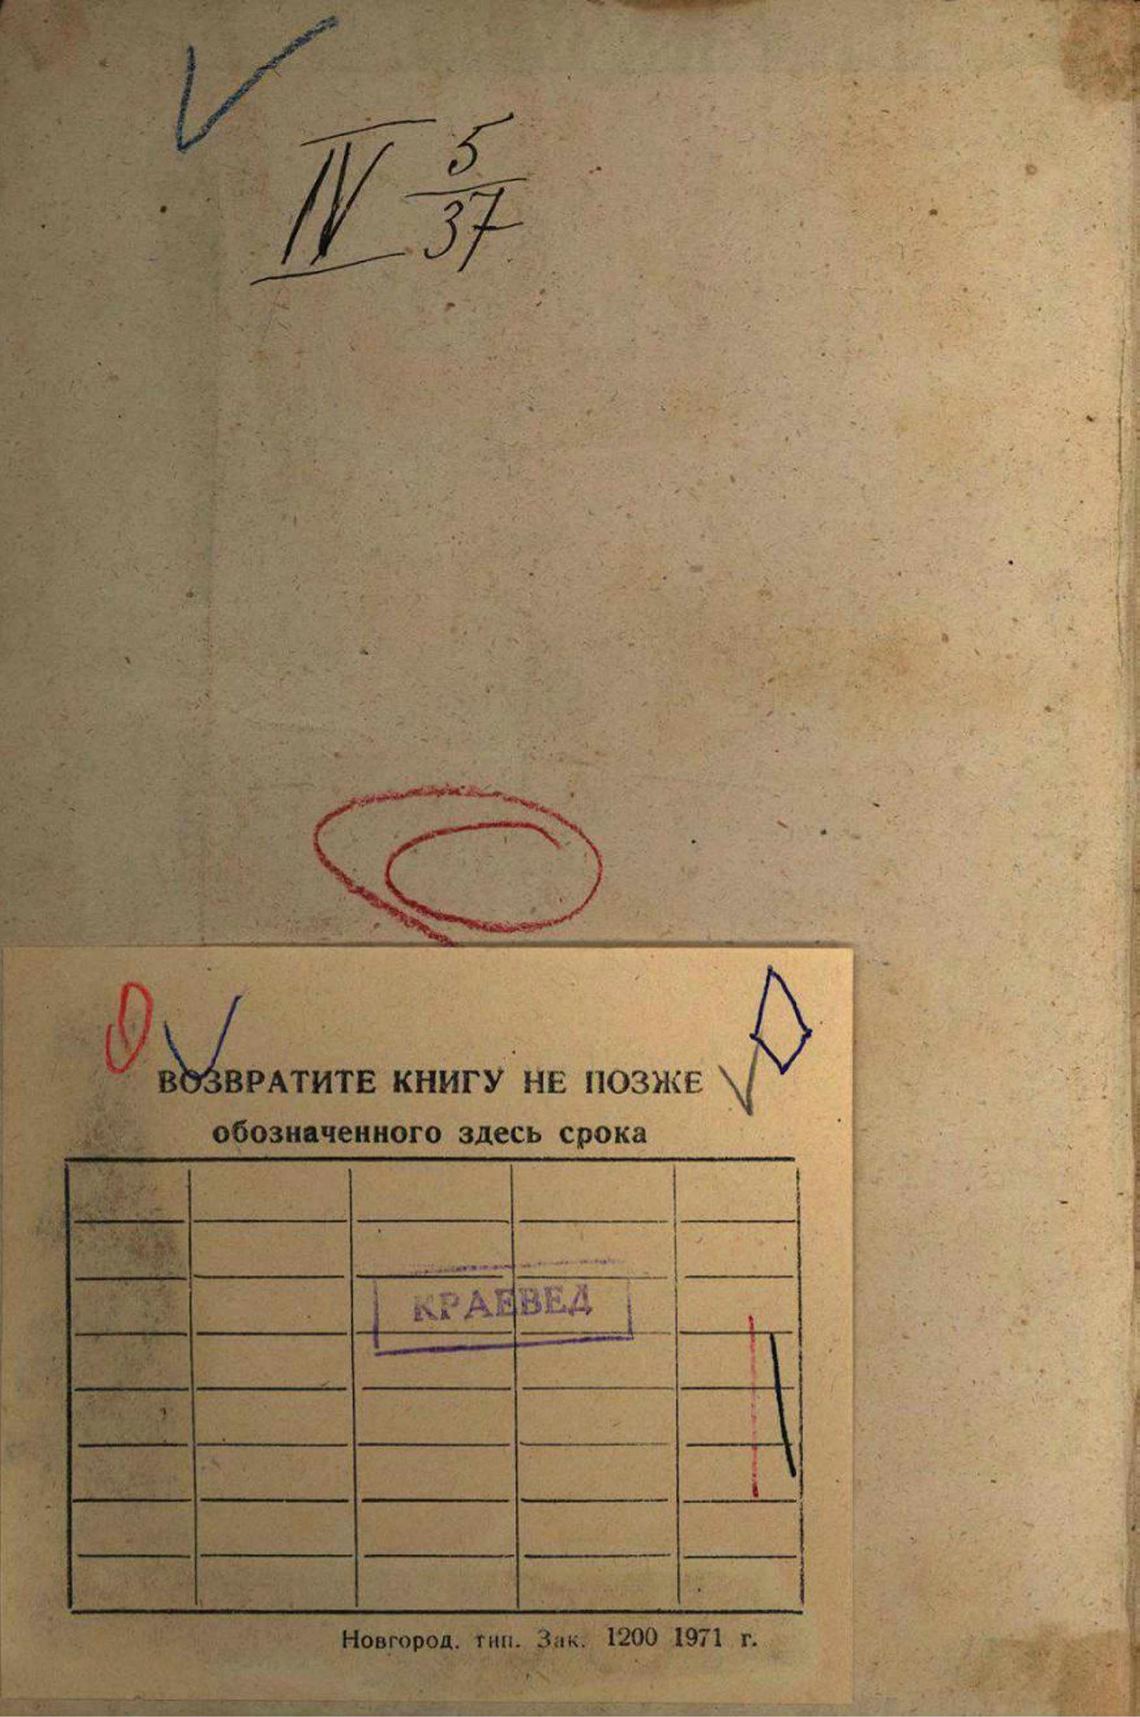 IV 5/37
ВОЗВРАТИТЕ КНИГУ НЕ ПОЗЖЕ
обозначенного здесь срока
КРАЕВЕД
Новгород. тип. Зак. 1200 1971 г.